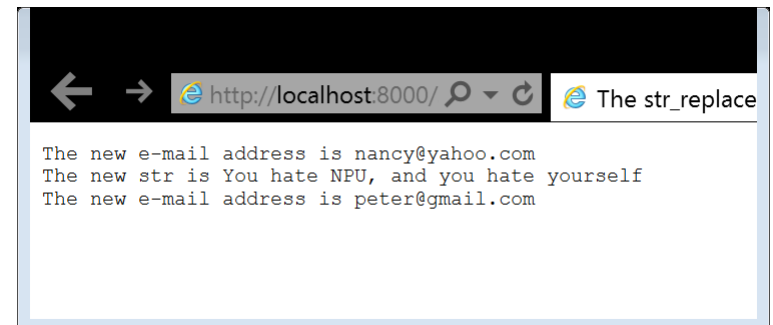 http://localhost:8000/
The str_replace
The new e-mail address is nancy@yahoo.com
The new str is You hate NPU, and you hate yourself
The new e-mail address is peter@gmail.com